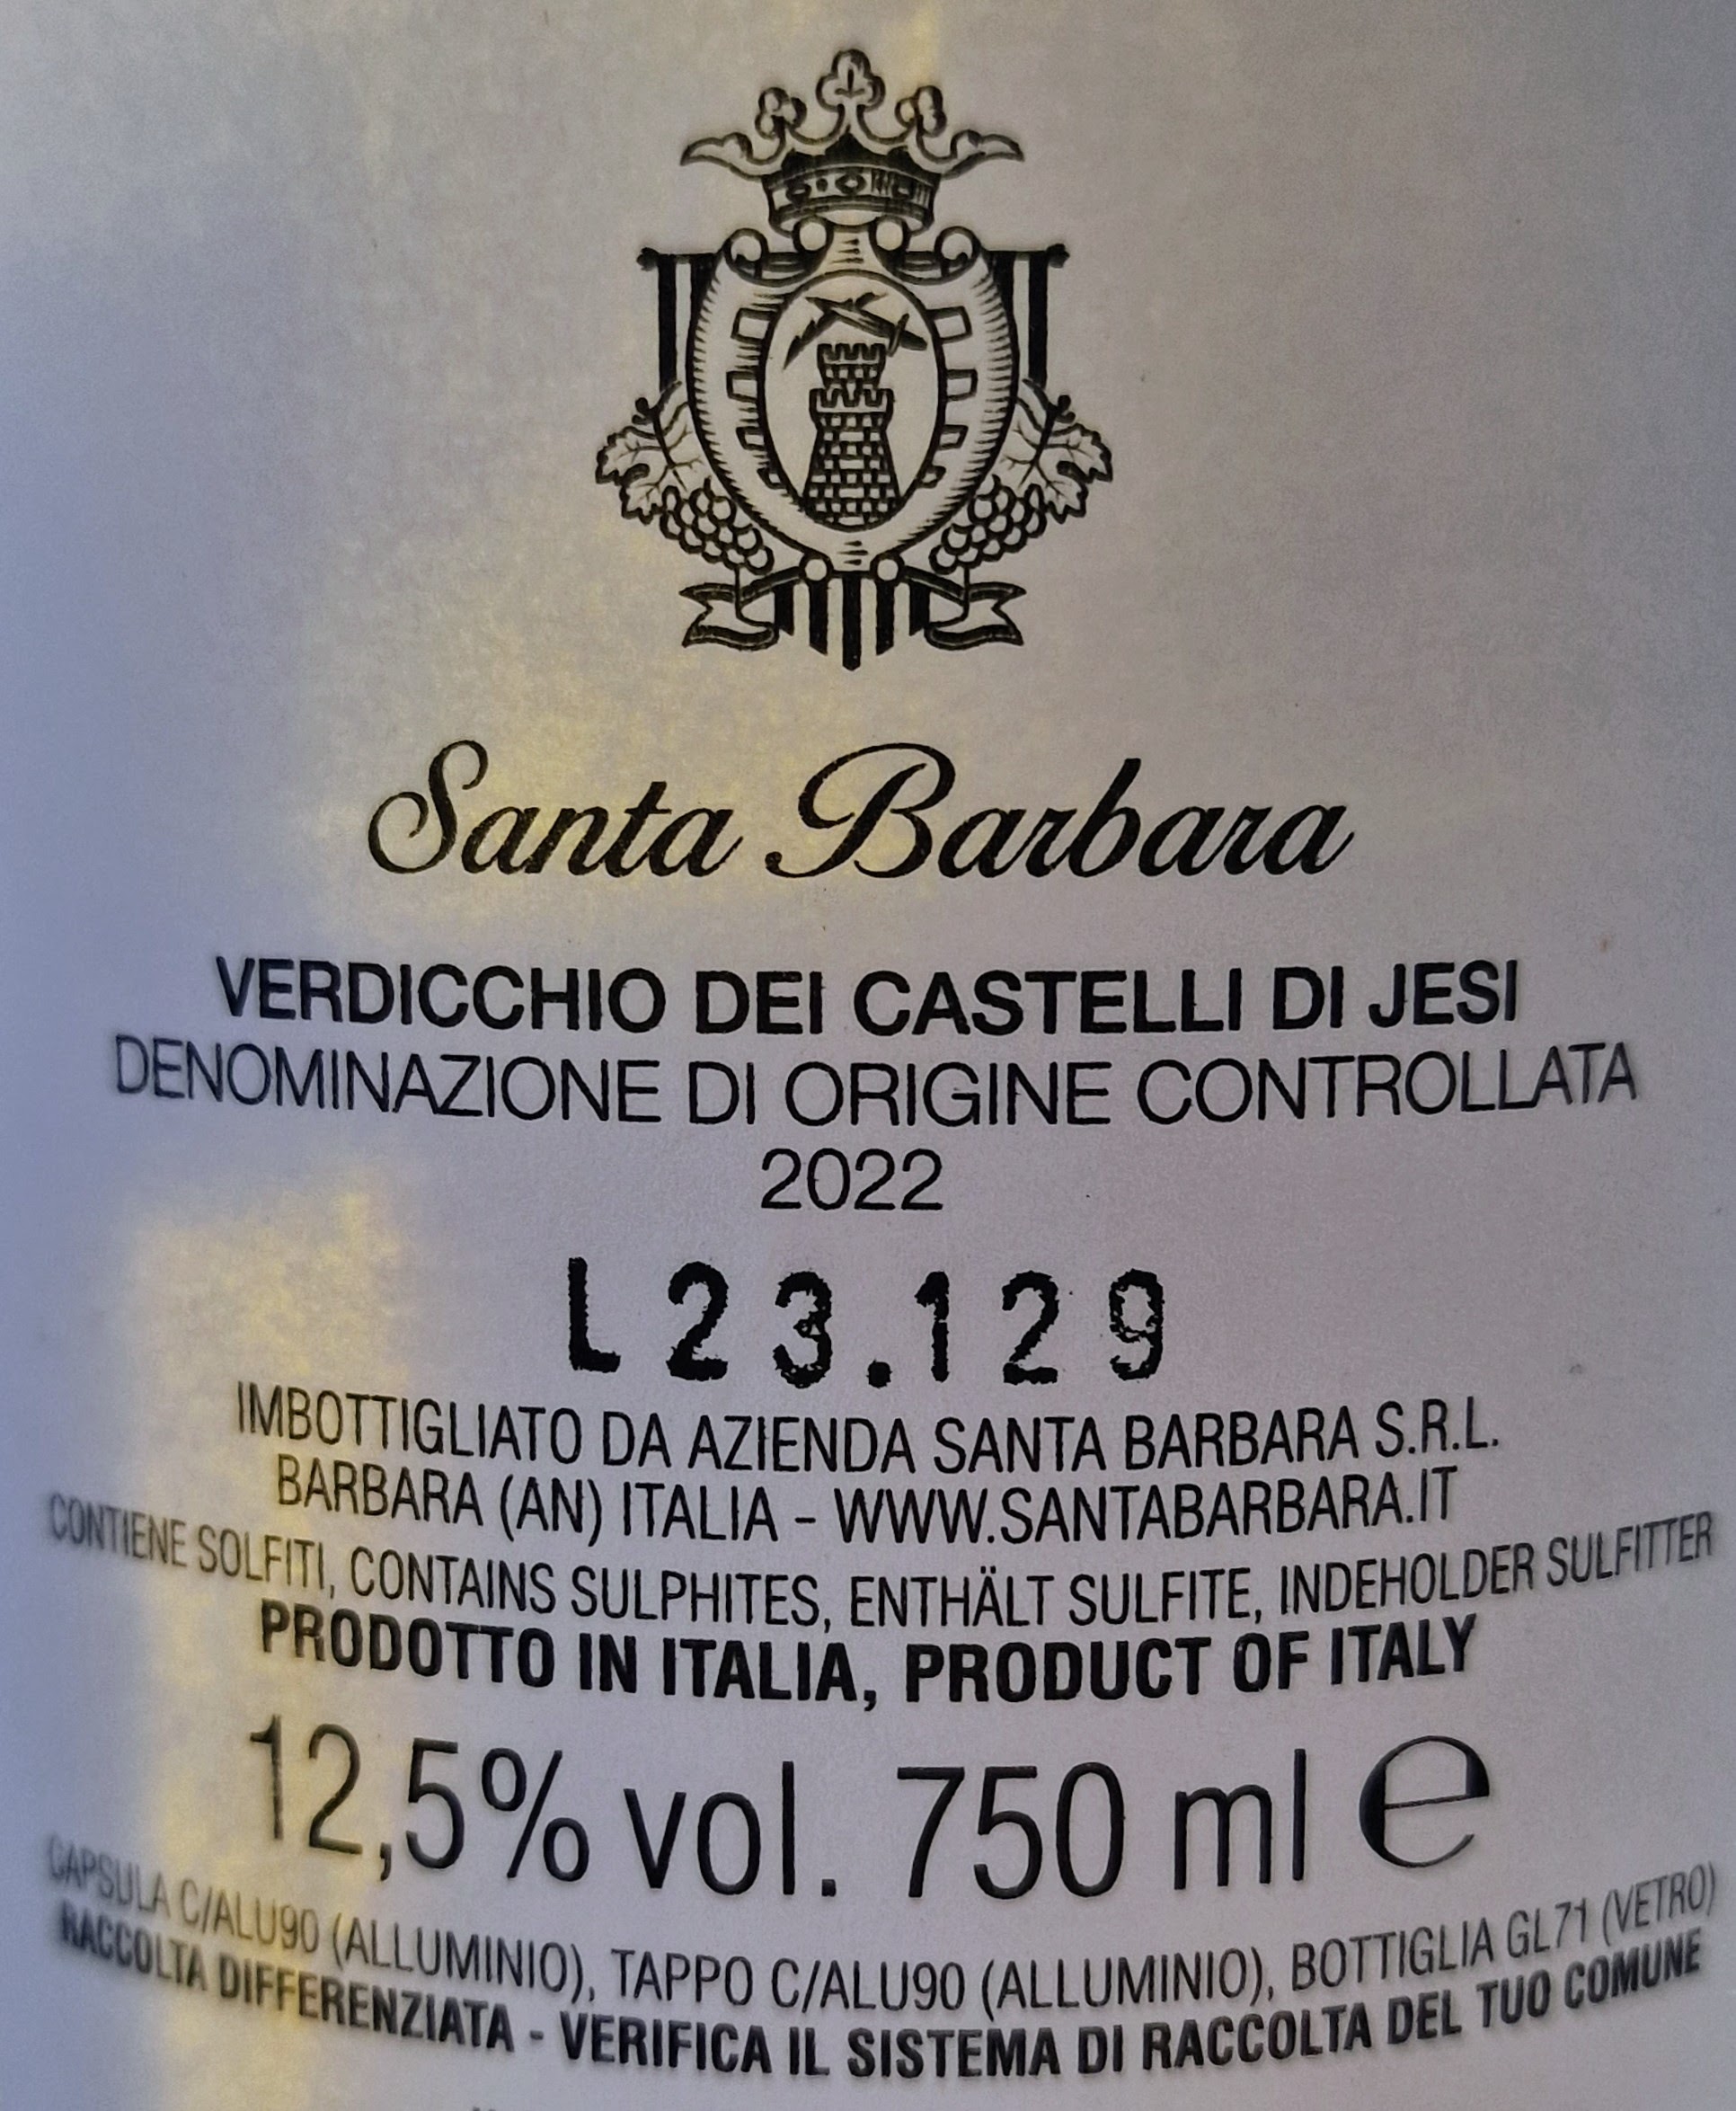 Santa Barbara
VERDICCHIO DEI CASTELLI DI JESI
DENOMINAZIONE DI ORIGINE CONTROLLATA
2022
L23.129
IMBOTTIGLIATO DA AZIENDA SANTA BARBARA S.R.L.
BARBARA (AN) ITALIA - WWW.SANTABARBARA.IT
CONTIENE SOLFITI, CONTAINS SULPHITES, ENTHÄLT SULFITE, INDEHOLDER SULFITTER
PRODOTTO IN ITALIA, PRODUCT OF ITALY
12,5% vol. 750 ml ℮
CAPSULA C/ALU90 (ALLUMINIO), TAPPO C/ALU90 (ALLUMINIO), BOTTIGLIA GL71 (VETRO)
RACCOLTA DIFFERENZIATA - VERIFICA IL SISTEMA DI RACCOLTA DEL TUO COMUNE